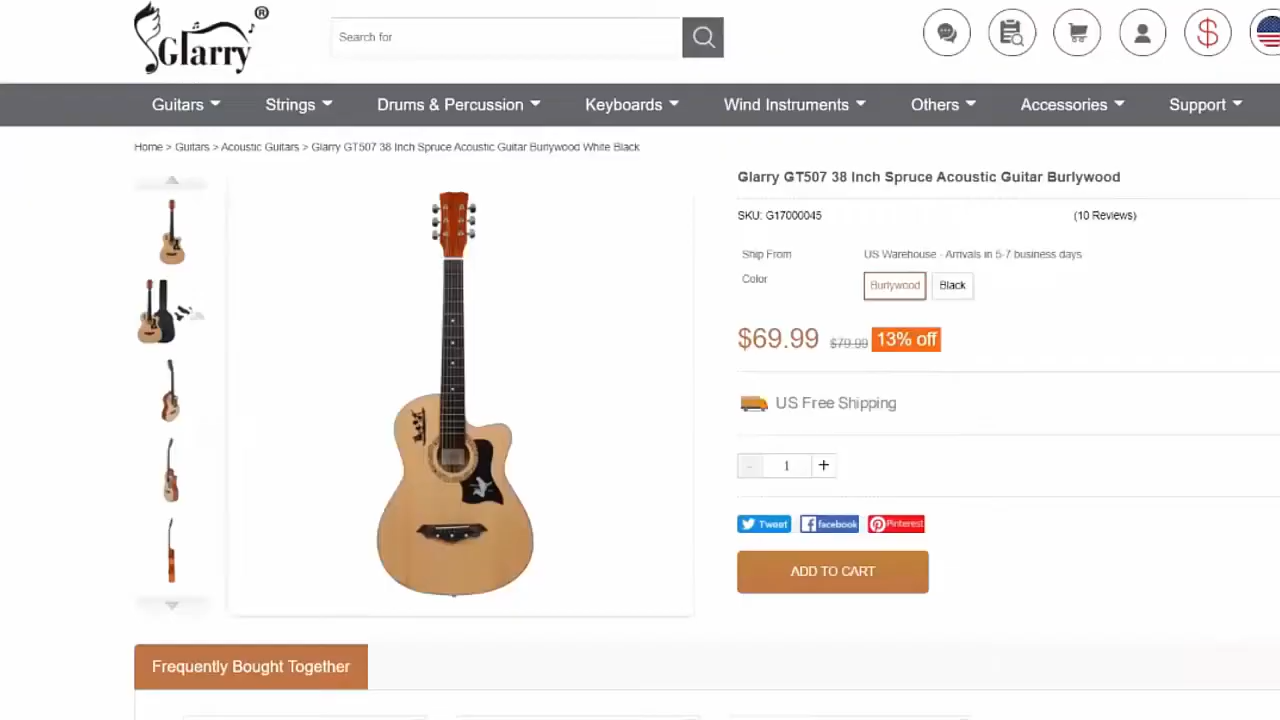 Glarry®
Search for
Guitars Strings Drums & Percussion Keyboards Wind Instruments Others Accessories Support
Home > Guitars > Acoustic Guitars > Glarry GT507 38 Inch Spruce Acoustic Guitar Burlywood White Black
Glarry GT507 38 Inch Spruce Acoustic Guitar Burlywood
SKU: G17000045 (10 Reviews)
Ship From US Warehouse - Arrivals in 5-7 business days
Color Burlywood Black
$69.99 $79.99 13% off
US Free Shipping
- 1 +
Tweet facebook Pinterest
ADD TO CART
Frequently Bought Together